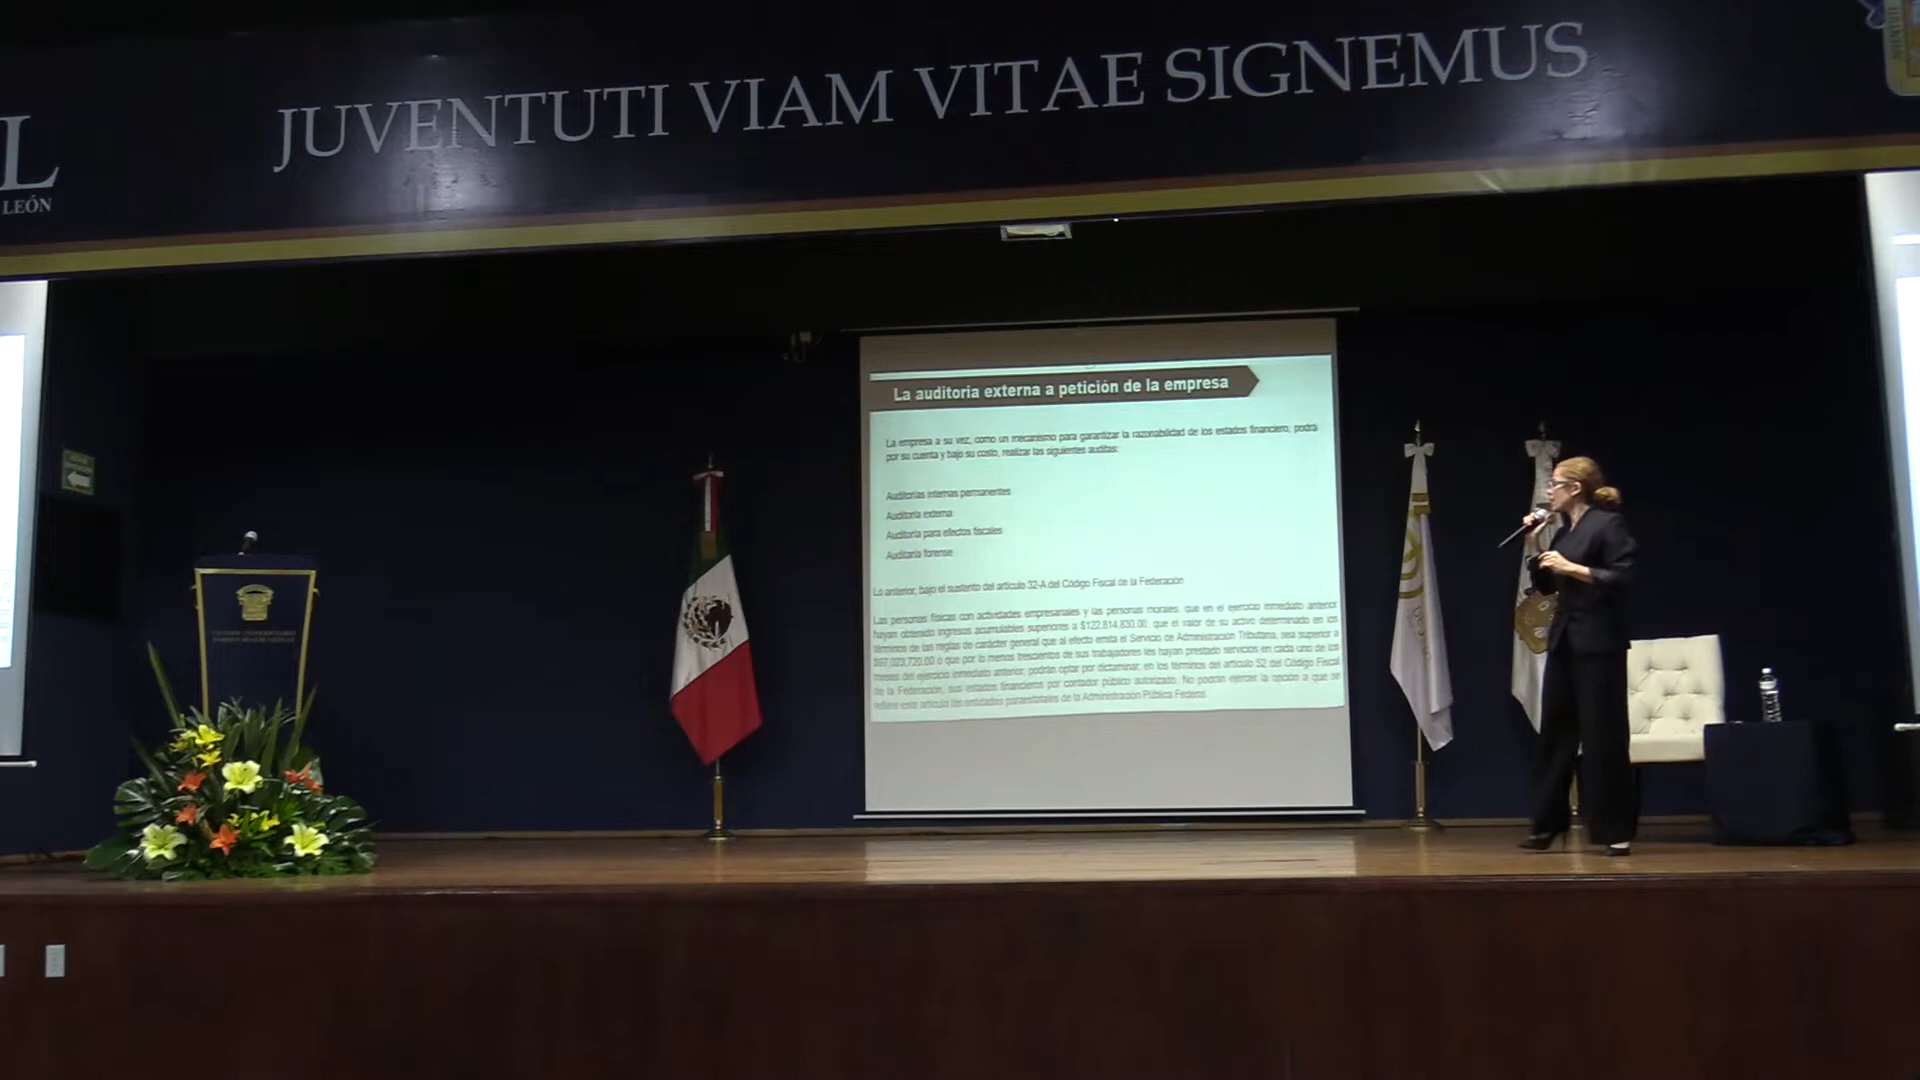 JUVENTUTI VIAM VITAE SIGNEMUS
L
LEÓN
La auditoria externa a petición de la empresa
La empresa a su vez, como un mecanismo para garantizar la razonabilidad de los estados financiero, podrá
por su cuenta y bajo su costo, realizar las siguientes auditas:
Auditorías internas permanentes
Auditoría externa
Auditoría para efectos fiscales
Auditaría forense
Lo anterior, bajo el sustento del artículo 32-A del Código Fiscal de la Federación
Las personas físicas con actividades empresariales y las personas morales, que en el ejercicio inmediato anterior
hayan obtenido ingresos acumulables superiores a $122,814,830.00, que el valor de su activo determinado en los
términos de las reglas de carácter general que al efecto emita el Servicio de Administración Tributaria, sea superior a
$97,023,720.00 o que por lo menos trescientos de sus trabajadores les hayan prestado servicios en cada uno de los
meses del ejercicio inmediato anterior, podrán optar por dictaminar, en los términos del artículo 52 del Código Fiscal
de la Federación, sus estados financieros por contador público autorizado. No podrán ejercer la opción a que se
refiere este artículo las entidades paraestatales de la Administración Pública Federal.